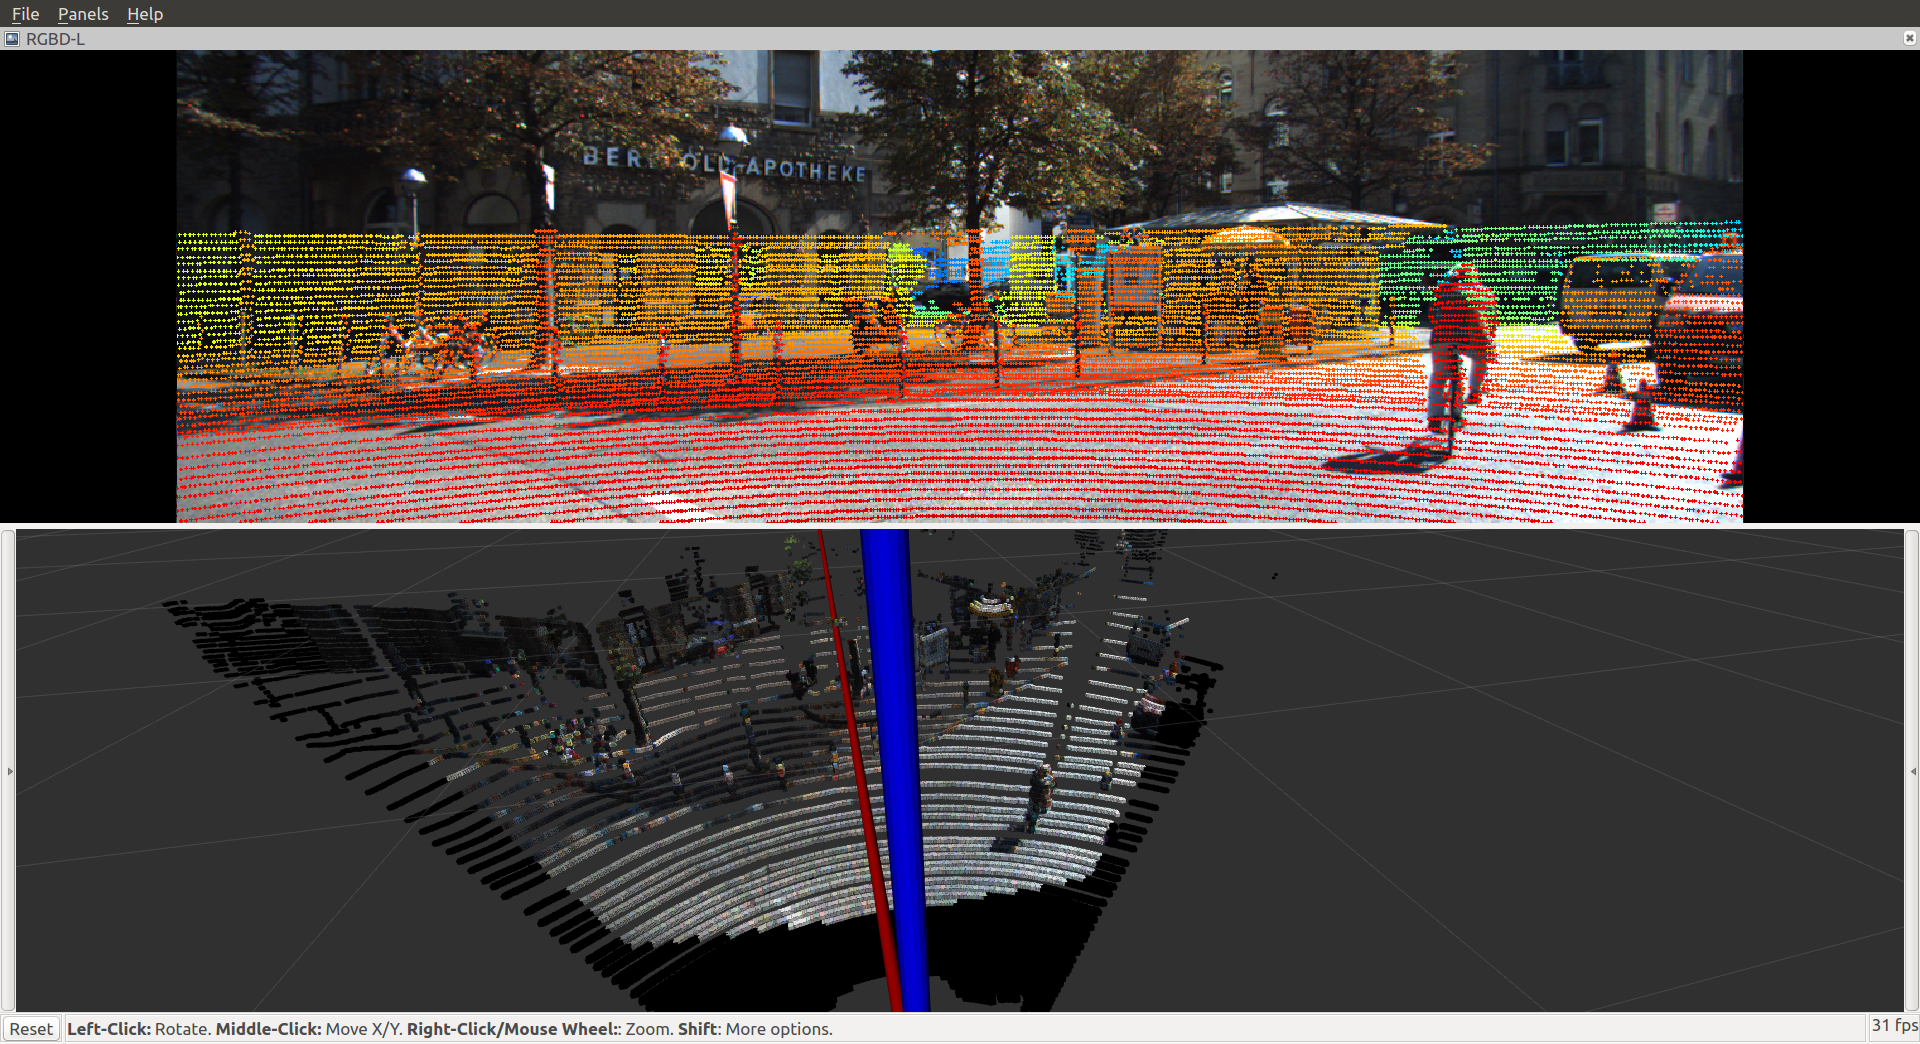 File Panels Help
RGBD-L
BERTHOLD-APOTHEKE
Reset Left-Click: Rotate. Middle-Click: Move X/Y. Right-Click/Mouse Wheel:: Zoom. Shift: More options. 31 fps